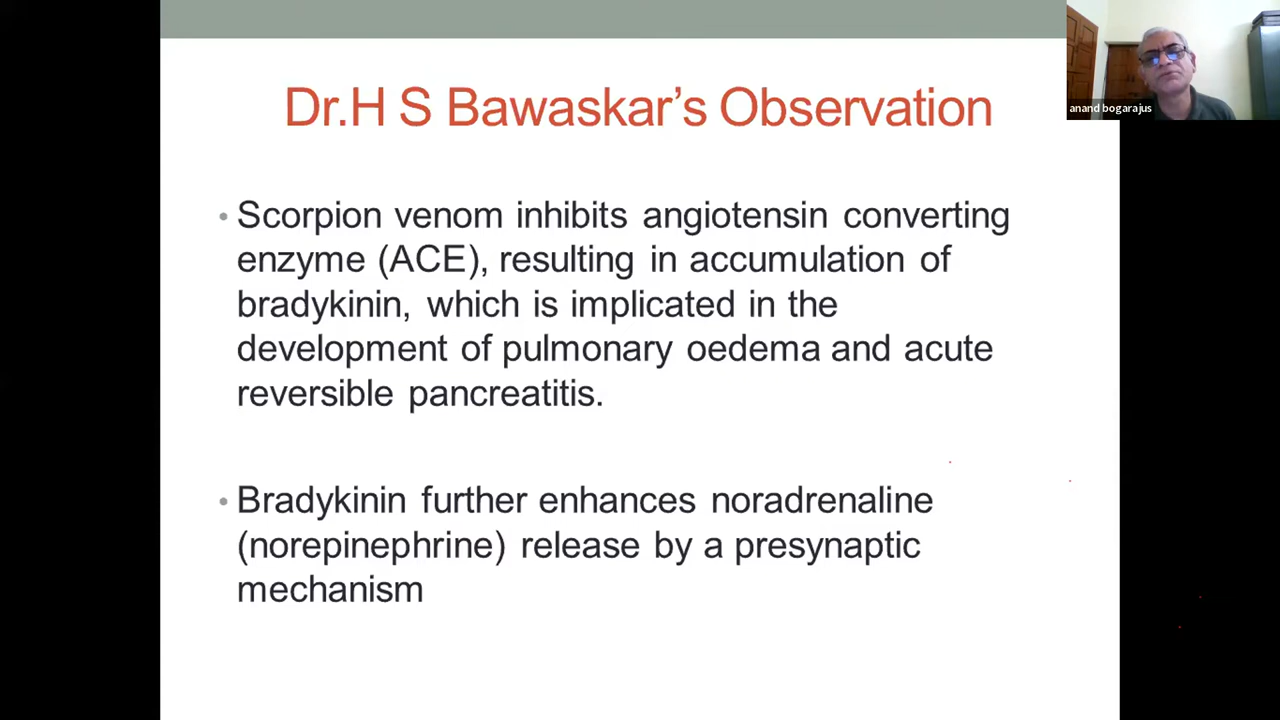 Dr.H S Bawaskar’s Observation
anand bogarajus
• Scorpion venom inhibits angiotensin converting
enzyme (ACE), resulting in accumulation of
bradykinin, which is implicated in the
development of pulmonary oedema and acute
reversible pancreatitis.
• Bradykinin further enhances noradrenaline
(norepinephrine) release by a presynaptic
mechanism